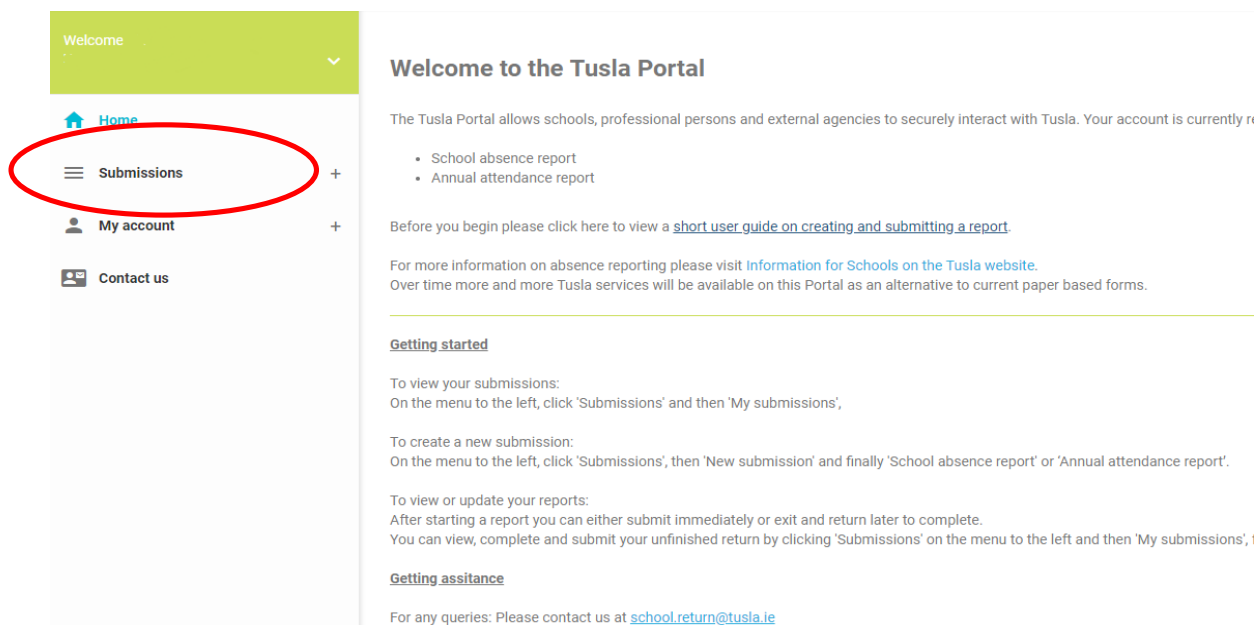 Welcome
Home
Submissions
+
My account
+
Contact us
Welcome to the Tusla Portal
The Tusla Portal allows schools, professional persons and external agencies to securely interact with Tusla. Your account is currently
• School absence report
• Annual attendance report
Before you begin please click here to view a short user guide on creating and submitting a report.
For more information on absence reporting please visit Information for Schools on the Tusla website.
Over time more and more Tusla services will be available on this Portal as an alternative to current paper based forms.
Getting started
To view your submissions:
On the menu to the left, click 'Submissions' and then 'My submissions',
To create a new submission:
On the menu to the left, click 'Submissions', then 'New submission' and finally 'School absence report' or 'Annual attendance report'.
To view or update your reports:
After starting a report you can either submit immediately or exit and return later to complete.
You can view, complete and submit your unfinished return by clicking 'Submissions' on the menu to the left and then 'My submissions',
Getting assitance
For any queries: Please contact us at school.return@tusla.ie